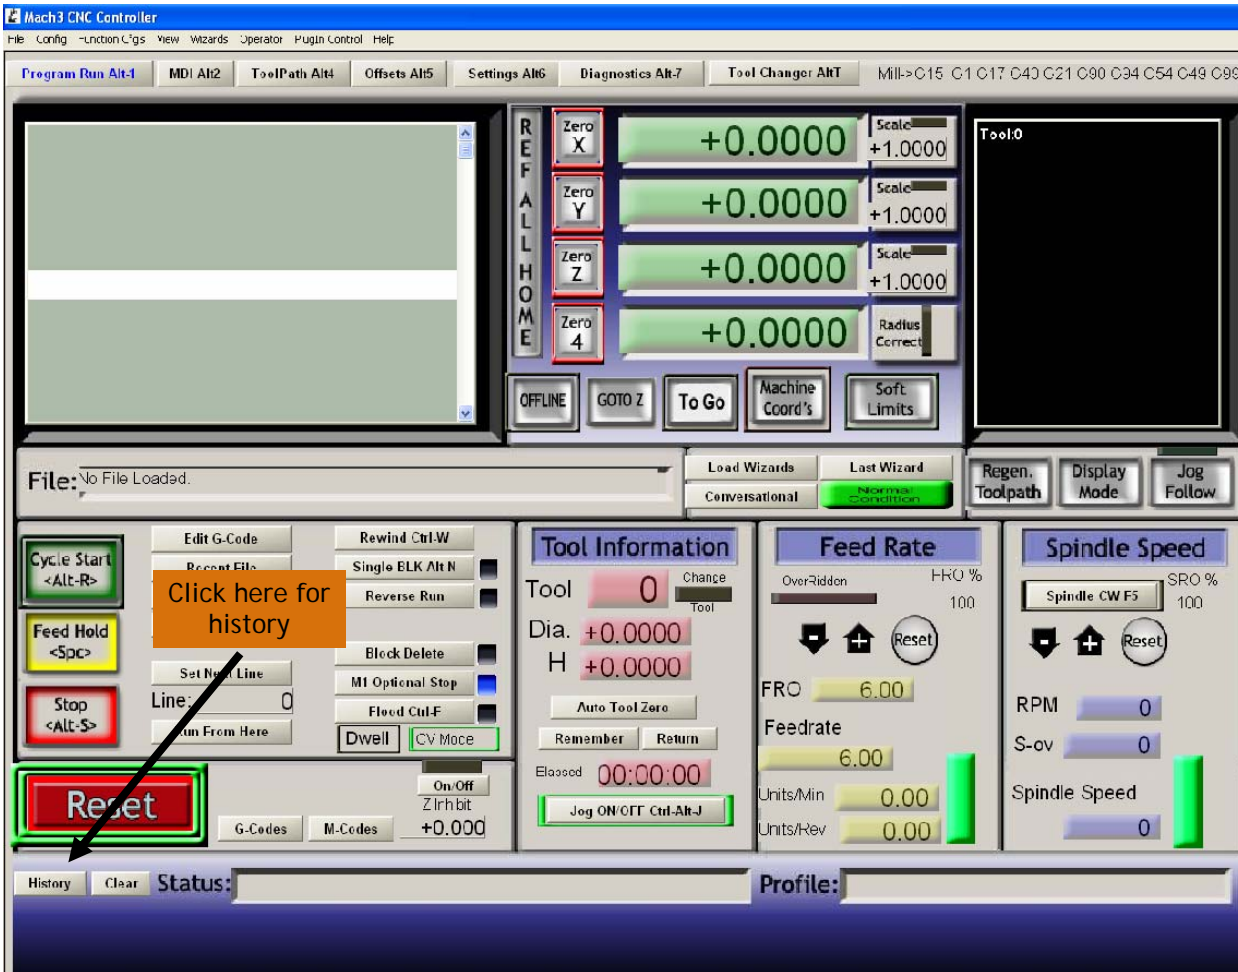 Mach3 CNC Controller
File Config Function Cfgs View Wizards Operator PlugIn Control Help
Program Run Alt-1 MDI Alt2 ToolPath Alt4 Offsets Alt5 Settings Alt6 Diagnostics Alt-7 Tool Changer AltT Mill->G15 G1 G17 G40 G21 G90 G94 G54 G49 G99
REF ALL HOME
Zero X +0.0000 Scale +1.0000
Zero Y +0.0000 Scale +1.0000
Zero Z +0.0000 Scale +1.0000
Zero 4 +0.0000 Radius Correct
OFFLINE GOTO Z To Go Machine Coord's Soft Limits
Tool:0
File: No File Loaded.
Load Wizards Last Wizard
Conversational Normal Condition
Regen. Toolpath Display Mode Jog Follow
Cycle Start <Alt-R>
Feed Hold <Spc>
Stop <Alt-S>
Edit G-Code
Recent File
Click here for
history
Set Next Line
Line: 0
Run From Here
Rewind Ctrl-W
Single BLK Alt N
Reverse Run
Block Delete
M1 Optional Stop
Flood Ctrl-F
Dwell CV Mode
Reset
G-Codes M-Codes
On/Off
Z Inhibit
+0.000
Tool Information
Tool 0 Change Tool
Dia. +0.0000
H +0.0000
Auto Tool Zero
Remember Return
Elapsed 00:00:00
Jog ON/OFF Ctrl-Alt-J
Feed Rate
OverRidden FRO %
100
Reset
FRO 6.00
Feedrate
6.00
Units/Min 0.00
Units/Rev 0.00
Spindle Speed
Spindle CW F5 SRO %
100
Reset
RPM 0
S-ov 0
Spindle Speed
0
History Clear Status: Profile: